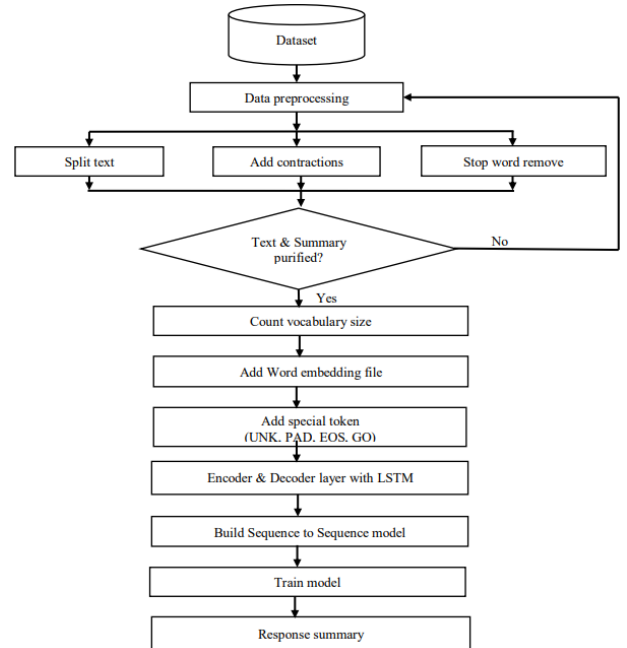 Dataset
Data preprocessing
Split text
Add contractions
Stop word remove
Text & Summary
purified?
No
Yes
Count vocabulary size
Add Word embedding file
Add special token
(UNK, PAD, EOS, GO)
Encoder & Decoder layer with LSTM
Build Sequence to Sequence model
Train model
Response summary